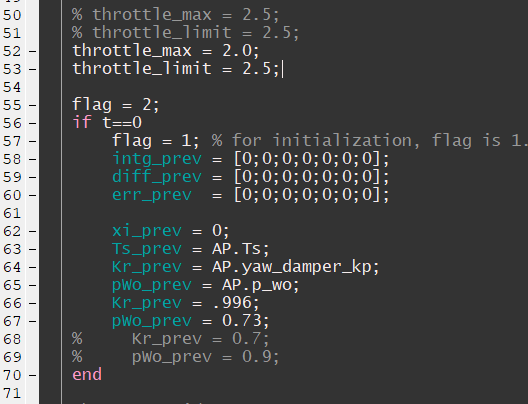 50 % throttle_max = 2.5;
51 % throttle_limit = 2.5;
52 - throttle_max = 2.0;
53 - throttle_limit = 2.5;
54
55 - flag = 2;
56 - if t==0
57 - flag = 1; % for initialization, flag is 1.
58 - intg_prev = [0;0;0;0;0;0;0];
59 - diff_prev = [0;0;0;0;0;0;0];
60 - err_prev = [0;0;0;0;0;0;0];
61
62 - xi_prev = 0;
63 - Ts_prev = AP.Ts;
64 - Kr_prev = AP.yaw_damper_kp;
65 - pWo_prev = AP.p_wo;
66 - Kr_prev = .996;
67 - pWo_prev = 0.73;
68 % Kr_prev = 0.7;
69 % pWo_prev = 0.9;
70 - end
71